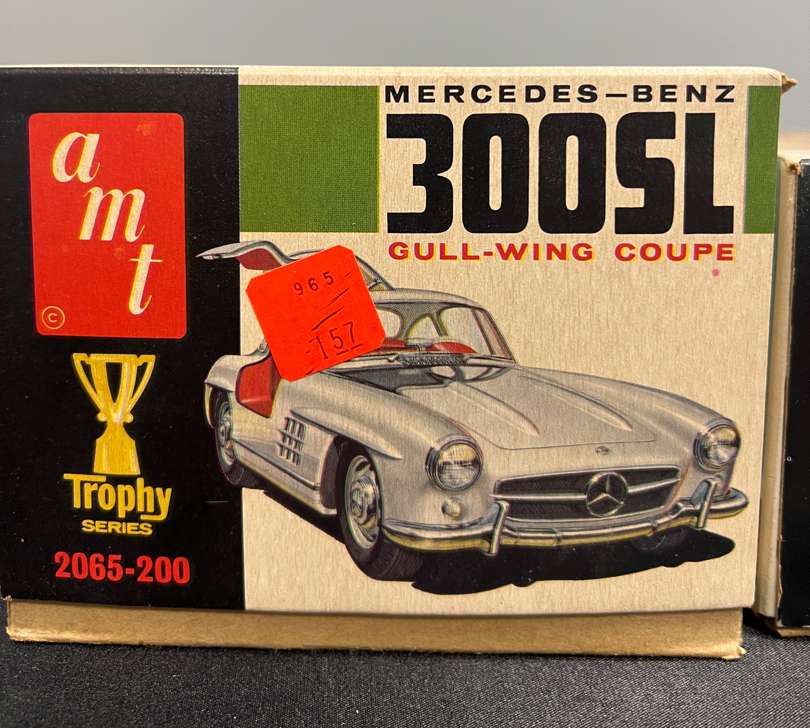 MERCEDES–BENZ
300SL
GULL-WING COUPE
amt
©
965
157
Trophy
SERIES
2065-200